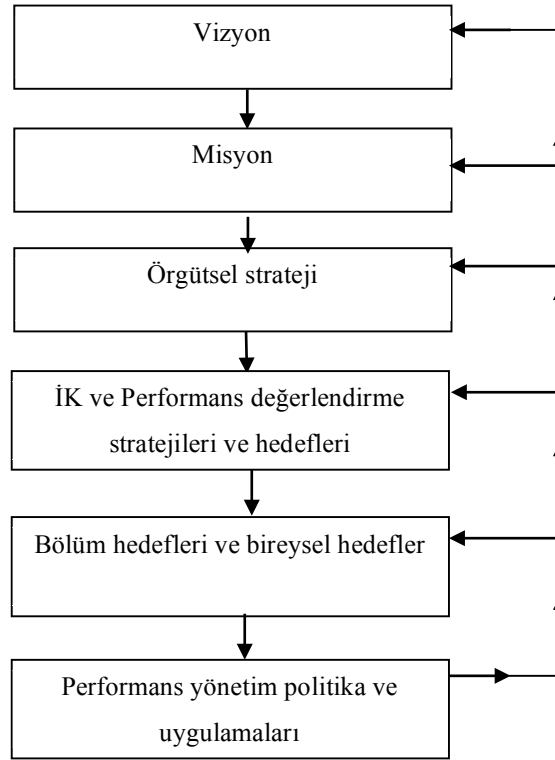 Vizyon
Misyon
Örgütsel strateji
İK ve Performans değerlendirme
stratejileri ve hedefleri
Bölüm hedefleri ve bireysel hedefler
Performans yönetim politika ve
uygulamaları